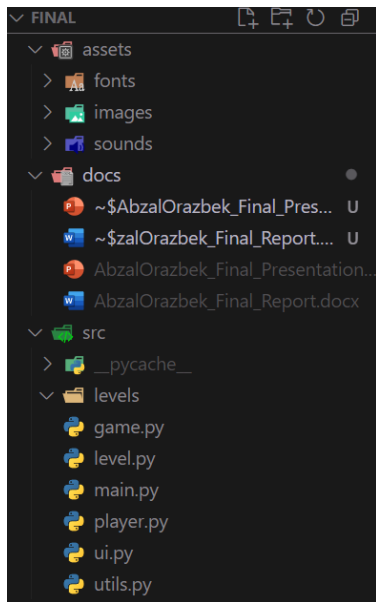 FINAL
assets
fonts
images
sounds
docs
~$AbzalOrazbek_Final_Pres... U
~$zalOrazbek_Final_Report.... U
AbzalOrazbek_Final_Presentation...
AbzalOrazbek_Final_Report.docx
src
__pycache__
levels
game.py
level.py
main.py
player.py
ui.py
utils.py